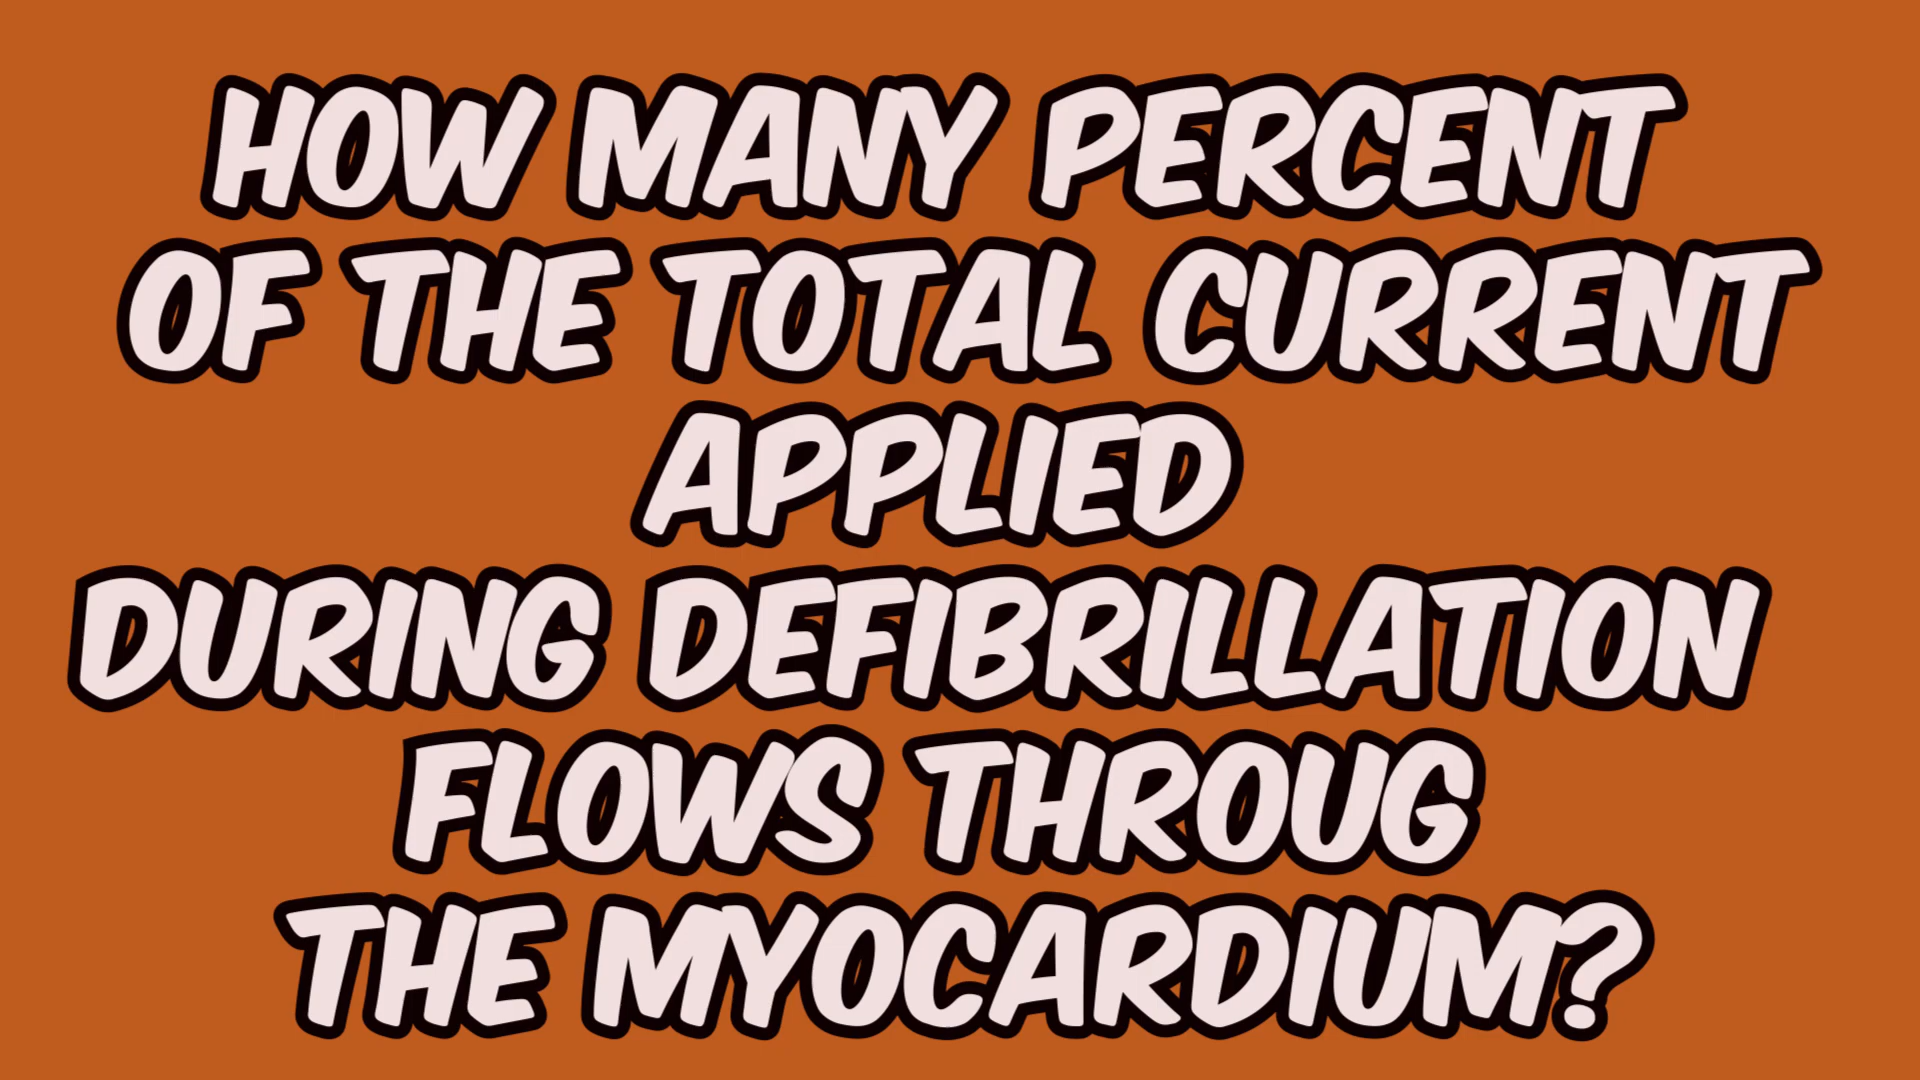 HOW MANY PERCENT
OF THE TOTAL CURRENT
APPLIED
DURING DEFIBRILLATION
FLOWS THROUG
THE MYOCARDIUM?